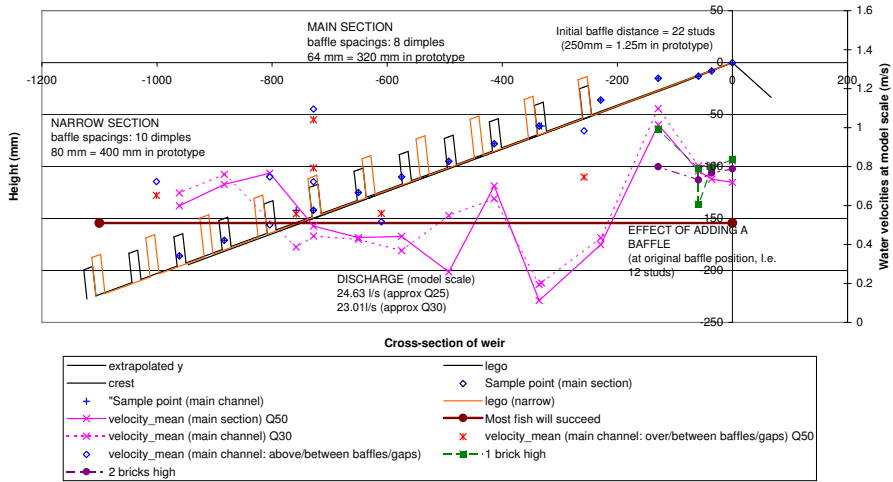 MAIN SECTION
baffle spacings: 8 dimples
64 mm = 320 mm in prototype
Initial baffle distance = 22 studs
(250mm = 1.25m in prototype)
-1200 -1000 -800 -600 -400 -200 0 200
NARROW SECTION
baffle spacings: 10 dimples
80 mm = 400 mm in prototype
EFFECT OF ADDING A
BAFFLE
(at original baffle position, I.e.
12 studs)
DISCHARGE (model scale)
24.63 l/s (approx Q25)
23.01l/s (approx Q30)
50
0
-50
-100
-150
-200
-250
1.6
1.4
1.2
1
0.8
0.6
0.4
0.2
0
Height (mm)
Water velocities at model scale (m/s)
Cross-section of weir
extrapolated y
lego
crest
Sample point (main section)
"Sample point (main channel)
lego (narrow)
velocity_mean (main section) Q50
Most fish will succeed
velocity_mean (main channel) Q30
velocity_mean (main channel: over/between baffles/gaps) Q50
velocity_mean (main channel: above/between baffles/gaps)
1 brick high
2 bricks high